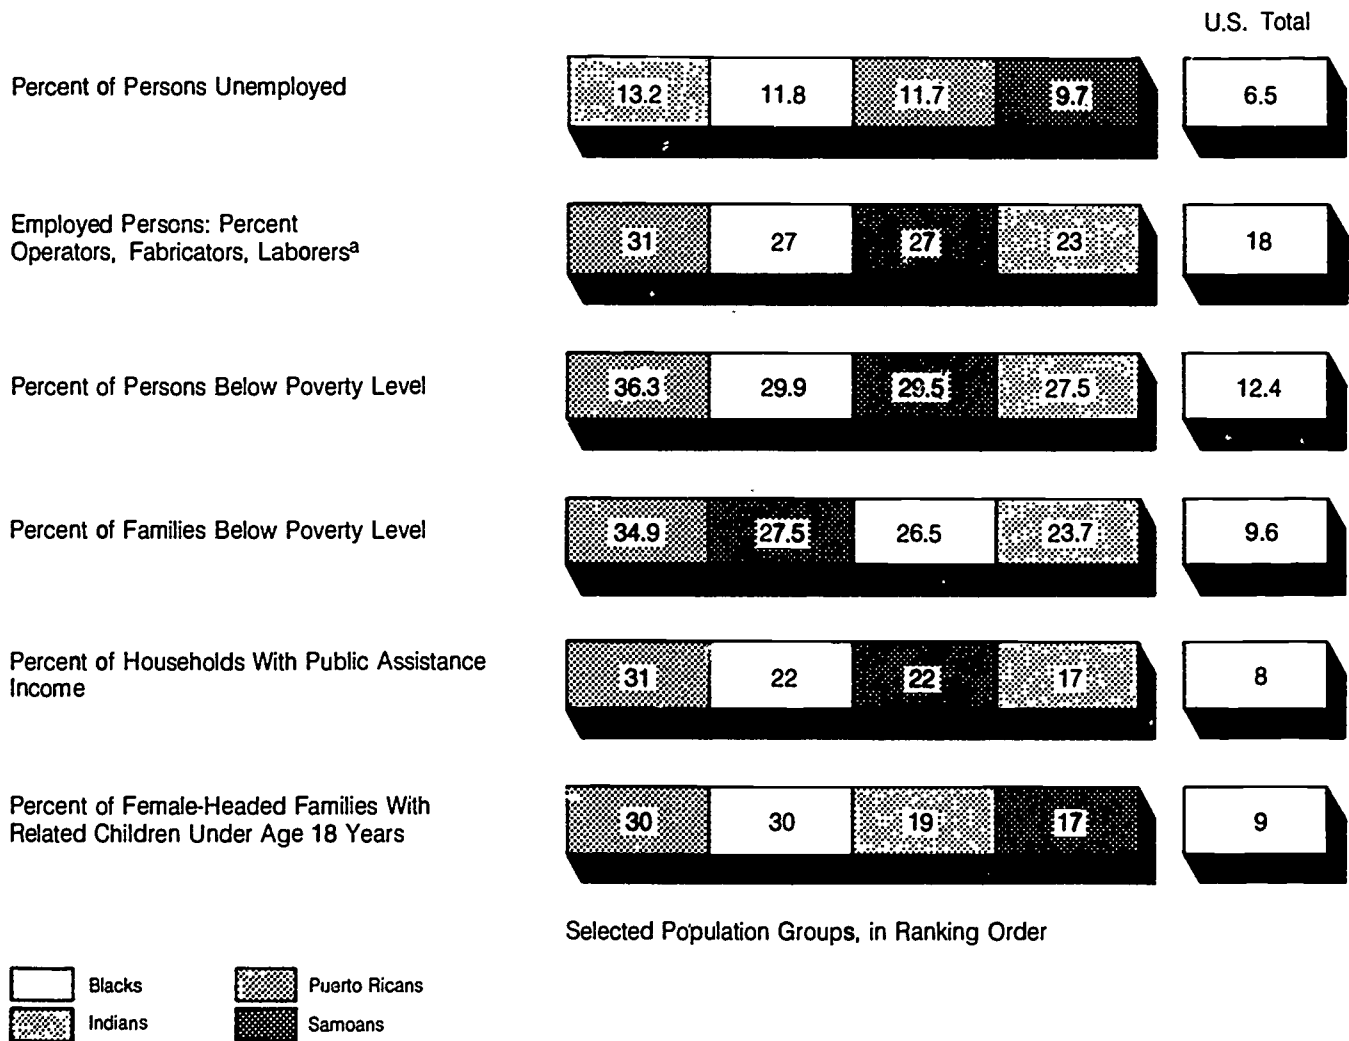 U.S. Total
Percent of Persons Unemployed
13.2 11.8 11.7 9.7 6.5
Employed Persons: Percent
Operators, Fabricators, Laborersª
31 27 27 23 18
Percent of Persons Below Poverty Level
36.3 29.9 29.5 27.5 12.4
Percent of Families Below Poverty Level
34.9 27.5 26.5 23.7 9.6
Percent of Households With Public Assistance
Income
31 22 22 17 8
Percent of Female-Headed Families With
Related Children Under Age 18 Years
30 30 19 17 9
Selected Population Groups, in Ranking Order
Blacks
Puerto Ricans
Indians
Samoans